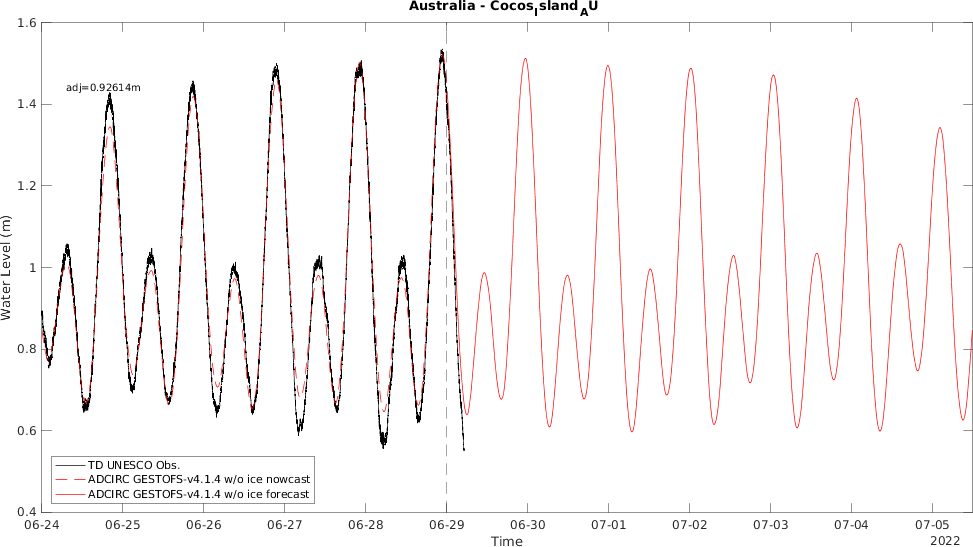 Australia - Cocos_Island_AU
1.6
adj=0.92614m
1.4
1.2
1
0.8
0.6
0.4
Water Level (m)
TD UNESCO Obs.
ADCIRC GESTOFS-v4.1.4 w/o ice nowcast
ADCIRC GESTOFS-v4.1.4 w/o ice forecast
06-24 06-25 06-26 06-27 06-28 06-29 06-30 07-01 07-02 07-03 07-04 07-05
Time
2022